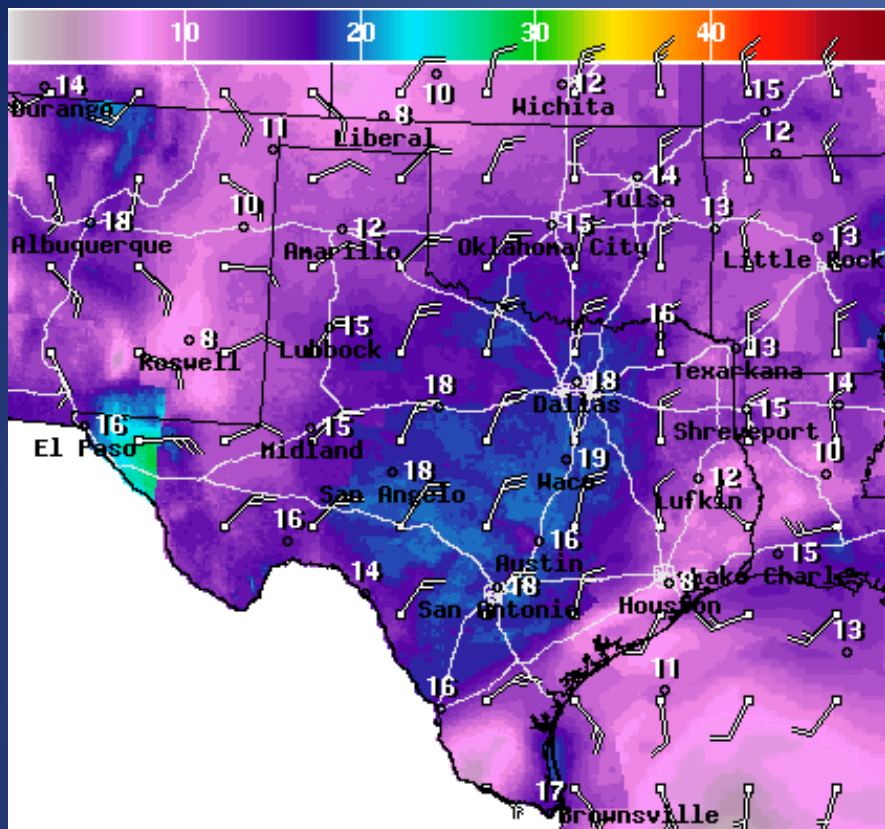 10 20 30 40
14
Durango
10
12
Wichita
15
8
Liberal
11
12
14
Tulsa
18
Albuquerque
10
12
Amarillo
15
Oklahoma City
13
13
Little Rock
8
Roswell
15
Lubbock
16
13
Texarkana
18
18
Dallas
14
16
El Paso
15
Midland
15
Shreveport
18
San Angelo
19
Waco
12
Lufkin
10
16
16
Austin
15
Lake Charles
14
18
San Antonio
8
Houston
13
16
11
17
Brownsville